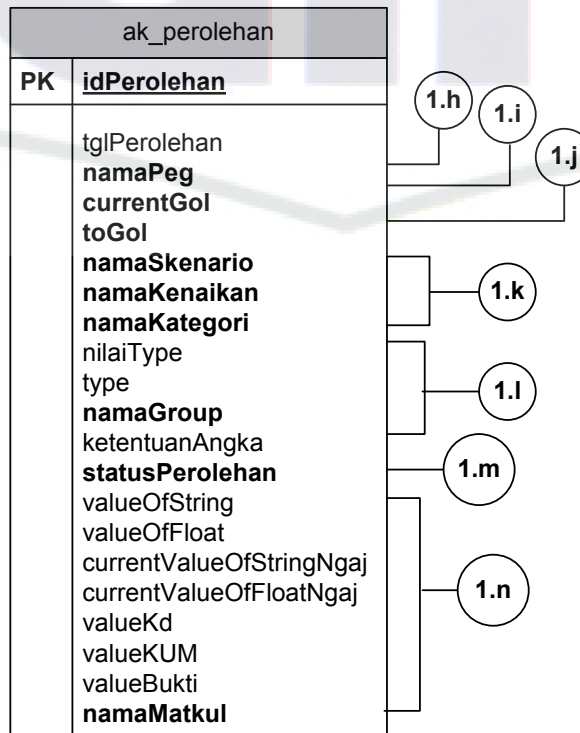 ak_perolehan
PK idPerolehan
tglPerolehan
namaPeg
currentGol
toGol
namaSkenario
namaKenaikan
namaKategori
nilaiType
type
namaGroup
ketentuanAngka
statusPerolehan
valueOfString
valueOfFloat
currentValueOfStringNgaj
currentValueOfFloatNgaj
valueKd
valueKUM
valueBukti
namaMatkul
1.h
1.i
1.j
1.k
1.l
1.m
1.n